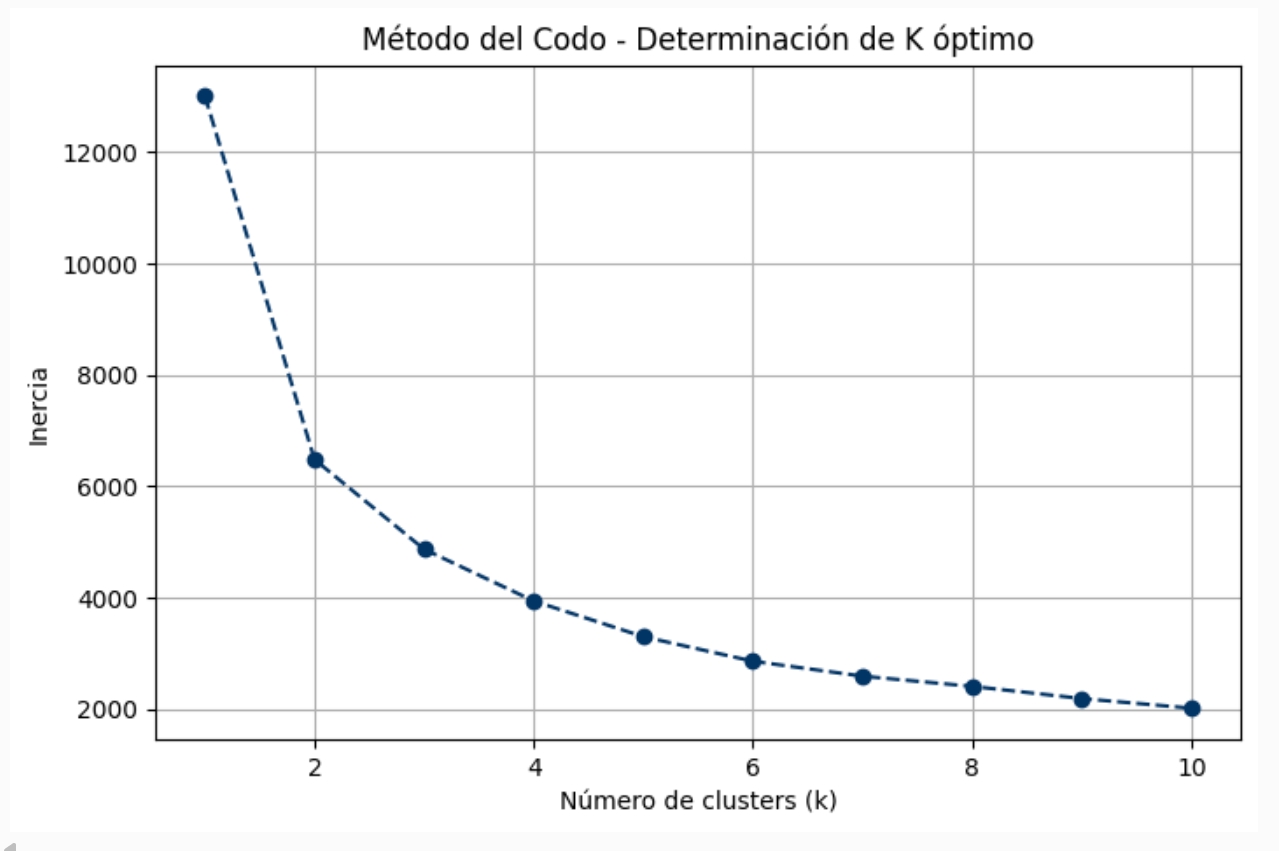 Método del Codo - Determinación de K óptimo
12000
10000
8000
6000
4000
2000
Inercia
2 4 6 8 10
Número de clusters (k)